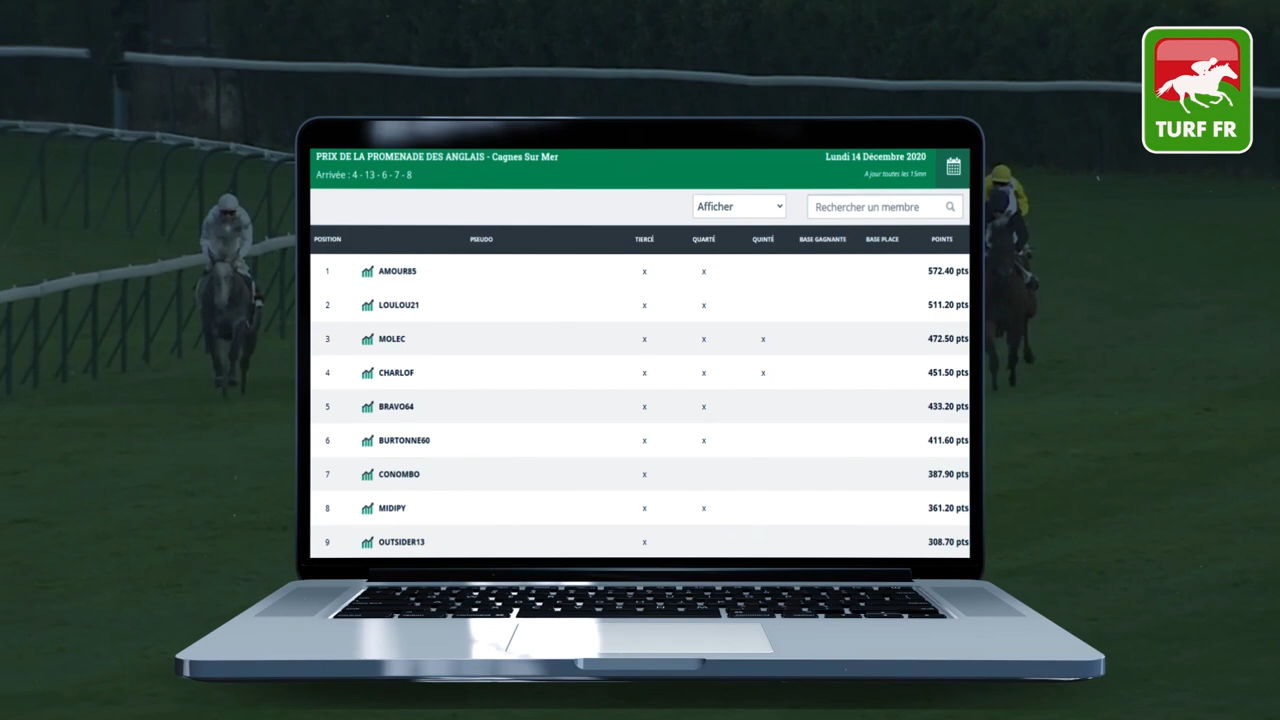 TURF FR
PRIX DE LA PROMENADE DES ANGLAIS - Cagnes Sur Mer
Lundi 14 Décembre 2020
Arrivée : 4 - 13 - 6 - 7 - 8
A jour toutes les 15mn
Afficher
Rechercher un membre
POSITION PSEUDO TIERCÉ QUARTÉ QUINTÉ BASE GAGNANTE BASE PLACE POINTS
1 AMOUR85 x x 572.40 pts
2 LOULOU21 x x 511.20 pts
3 MOLEC x x x 472.50 pts
4 CHARLOF x x x 451.50 pts
5 BRAVO64 x x 433.20 pts
6 BURTONNE60 x x 411.60 pts
7 CONOMBO x 387.90 pts
8 MIDIPY x x 361.20 pts
9 OUTSIDER13 x 308.70 pts